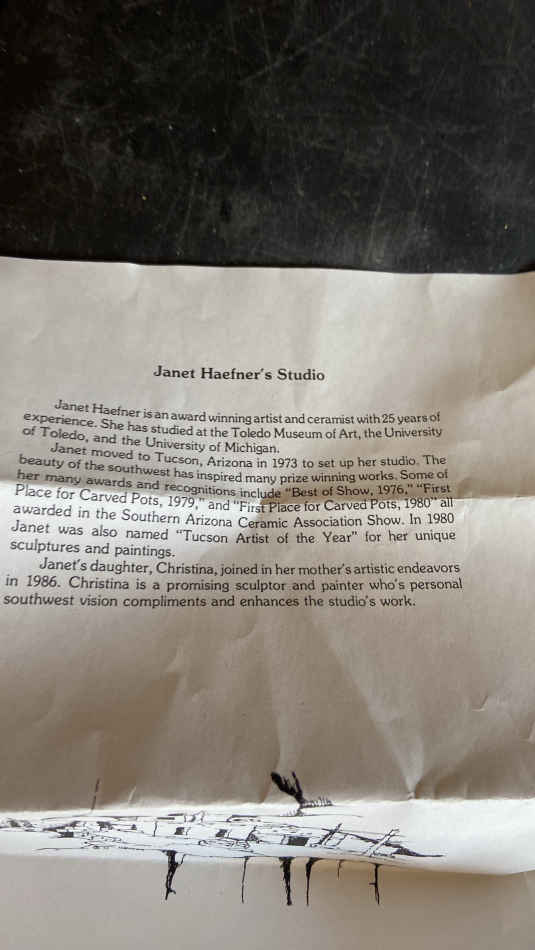 Janet Haefner's Studio
Janet Haefner is an award winning artist and ceramist with 25 years of
experience. She has studied at the Toledo Museum of Art, the University
of Toledo, and the University of Michigan.
Janet moved to Tucson, Arizona in 1973 to set up her studio. The
beauty of the southwest has inspired many prize winning works. Some of
her many awards and recognitions include “Best of Show, 1976,” “First
Place for Carved Pots, 1979,” and “First Place for Carved Pots, 1980” all
awarded in the Southern Arizona Ceramic Association Show. In 1980
Janet was also named “Tucson Artist of the Year” for her unique
sculptures and paintings.
Janet's daughter, Christina, joined in her mother's artistic endeavors
in 1986. Christina is a promising sculptor and painter who's personal
southwest vision compliments and enhances the studio's work.